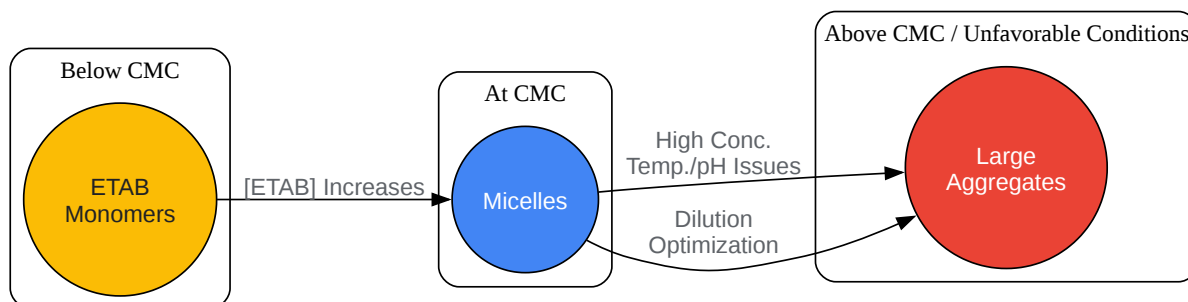 Below CMC
ETAB
Monomers
[ETAB] Increases
At CMC
Micelles
High Conc.
Temp./pH Issues
Dilution
Optimization
Above CMC / Unfavorable Conditions
Large
Aggregates